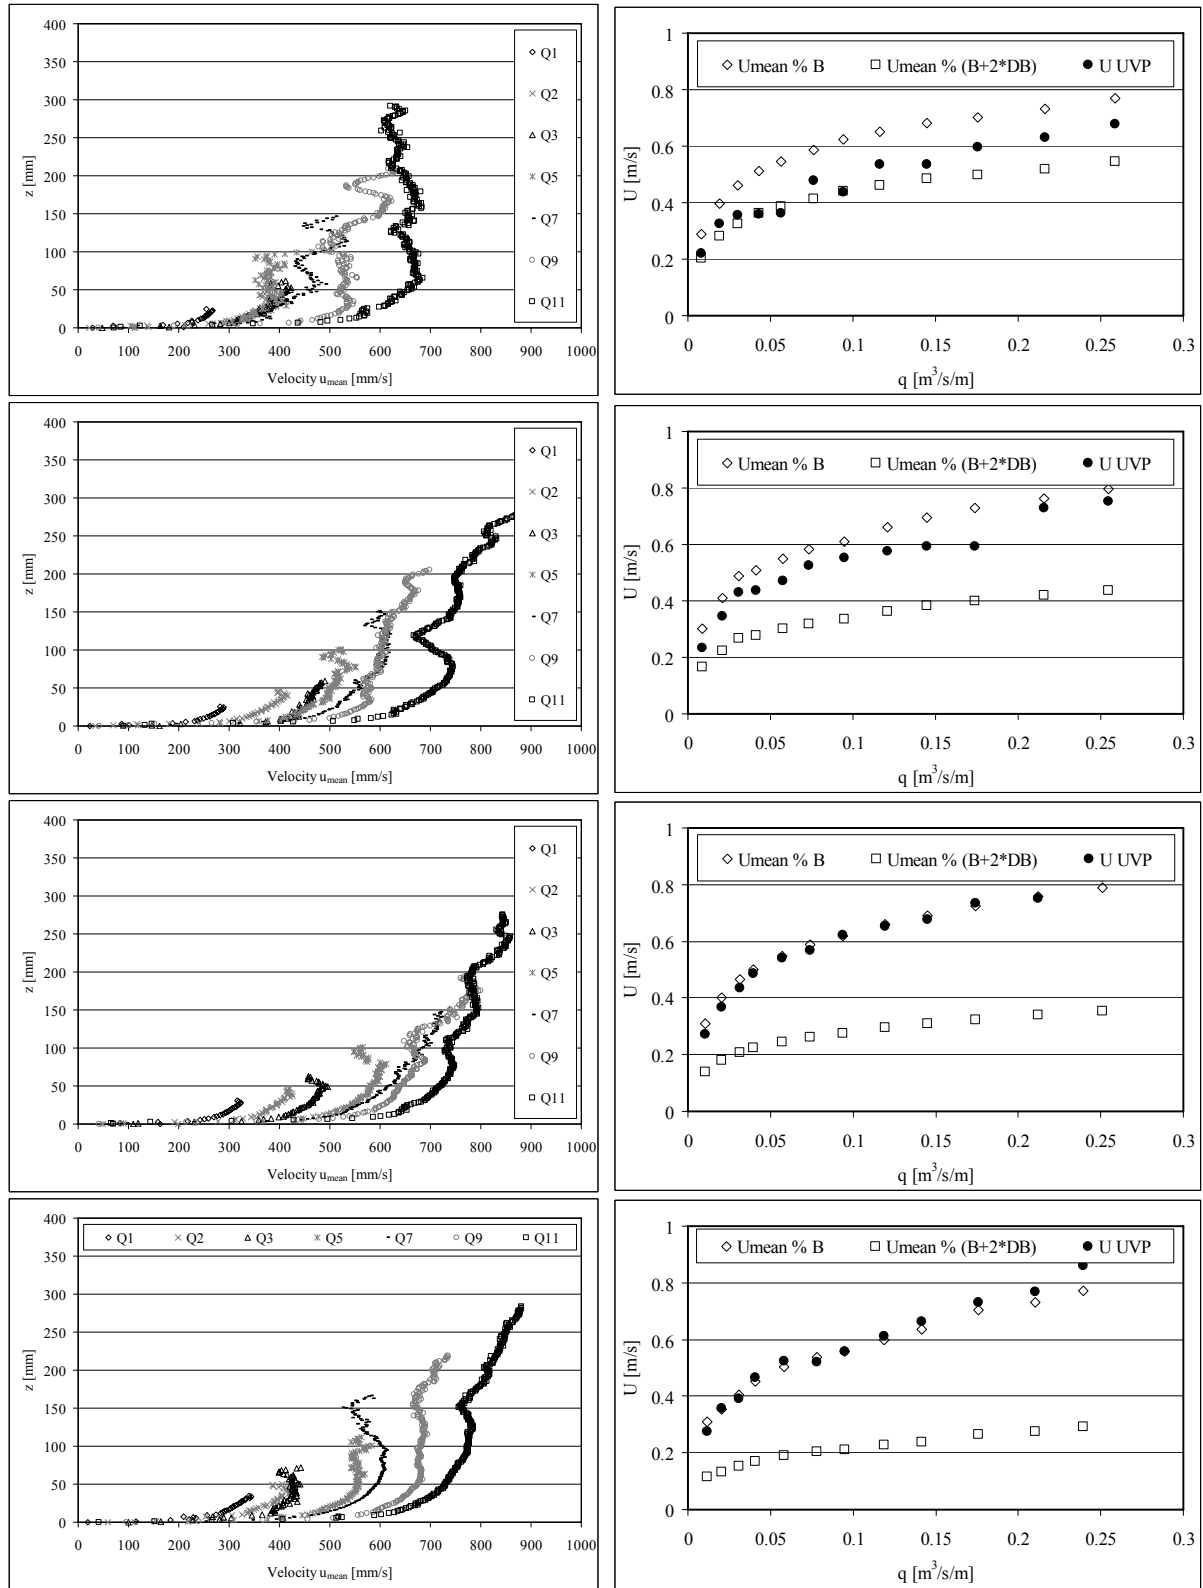 400
350
300
250
200
150
100
50
0
z [mm]
0 100 200 300 400 500 600 700 800 900 1000
Velocity u_mean [mm/s]
Q1
Q2
Q3
Q5
Q7
Q9
Q11
1
0.8
0.6
0.4
0.2
0
U [m/s]
Umean % B Umean % (B+2*DB) U UVP
0 0.05 0.1 0.15 0.2 0.25 0.3
q [m³/s/m]
400
350
300
250
200
150
100
50
0
z [mm]
0 100 200 300 400 500 600 700 800 900 1000
Velocity u_mean [mm/s]
Q1
Q2
Q3
Q5
Q7
Q9
Q11
1
0.8
0.6
0.4
0.2
0
U [m/s]
Umean % B Umean % (B+2*DB) U UVP
0 0.05 0.1 0.15 0.2 0.25 0.3
q [m³/s/m]
400
350
300
250
200
150
100
50
0
z [mm]
0 100 200 300 400 500 600 700 800 900 1000
Velocity u_mean [mm/s]
Q1
Q2
Q3
Q5
Q7
Q9
Q11
1
0.8
0.6
0.4
0.2
0
U [m/s]
Umean % B Umean % (B+2*DB) U UVP
0 0.05 0.1 0.15 0.2 0.25 0.3
q [m³/s/m]
400
350
300
250
200
150
100
50
0
z [mm]
Q1 Q2 Q3 Q5 Q7 Q9 Q11
0 100 200 300 400 500 600 700 800 900 1000
Velocity u_mean [mm/s]
1
0.8
0.6
0.4
0.2
0
U [m/s]
Umean % B Umean % (B+2*DB) U UVP
0 0.05 0.1 0.15 0.2 0.25 0.3
q [m³/s/m]